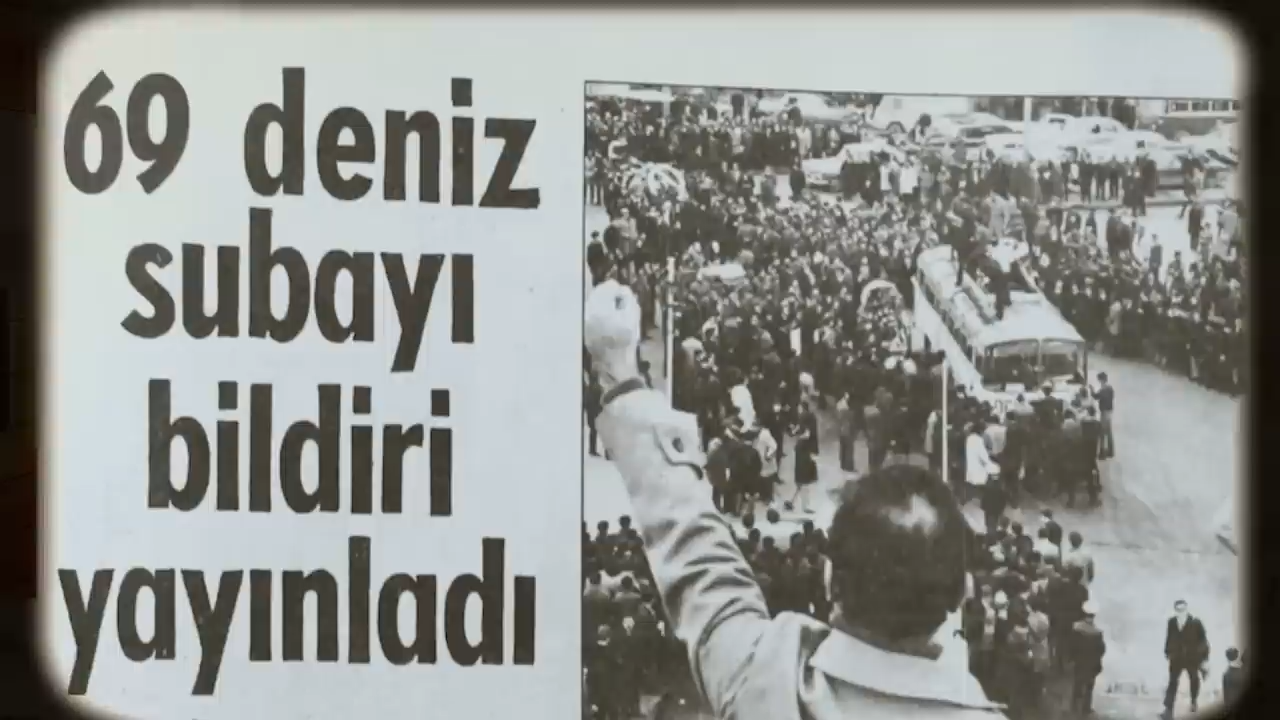 69 deniz
subayı
bildiri
yayınladı